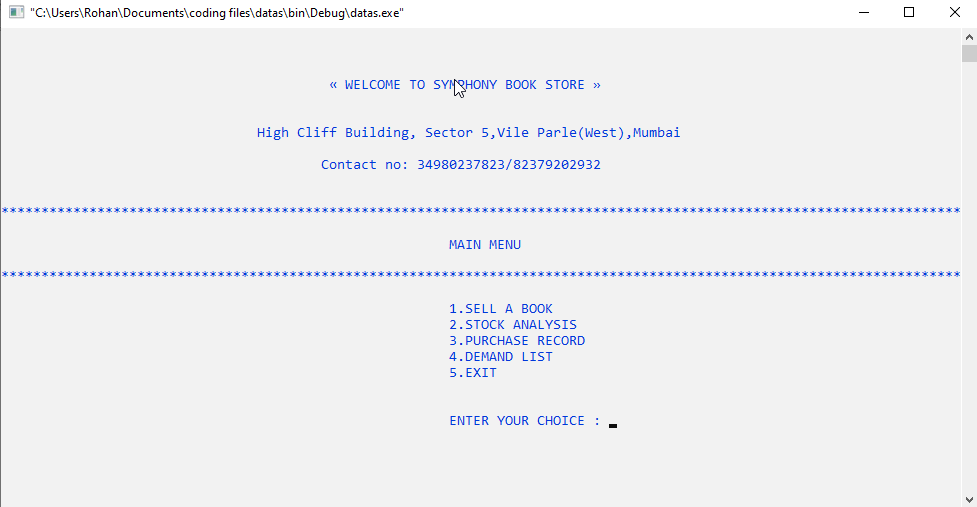 "C:\Users\Rohan\Documents\coding files\datas\bin\Debug\datas.exe"
« WELCOME TO SYMPHONY BOOK STORE »
High Cliff Building, Sector 5,Vile Parle(West),Mumbai
Contact no: 34980237823/82379202932
************************************************************************************************************************
MAIN MENU
************************************************************************************************************************
1.SELL A BOOK
2.STOCK ANALYSIS
3.PURCHASE RECORD
4.DEMAND LIST
5.EXIT
ENTER YOUR CHOICE :